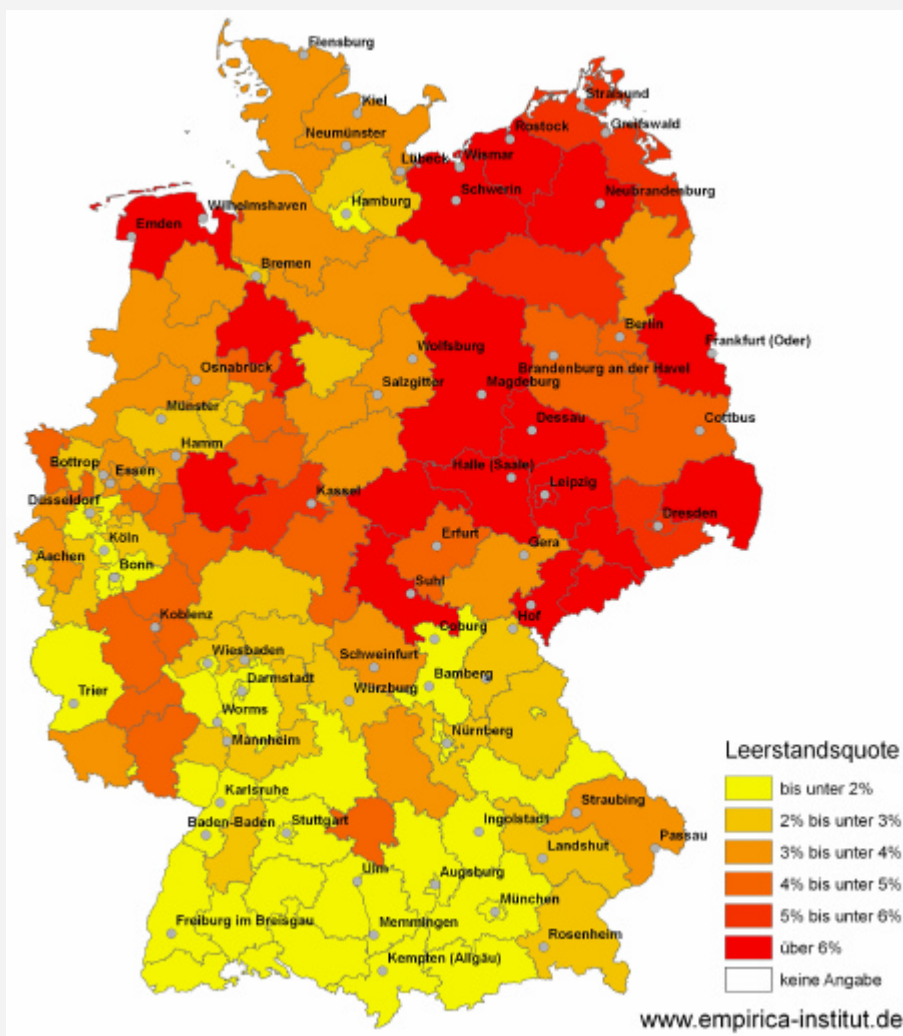 Flensburg
Kiel
Neumünster
Stralsund
Rostock
Greifswald
Lübeck
Wismar
Schwerin
Neubrandenburg
Hamburg
Wilhelmshaven
Emden
Bremen
Berlin
Frankfurt (Oder)
Wolfsburg
Brandenburg an der Havel
Osnabrück
Salzgitter
Magdeburg
Münster
Dessau
Cottbus
Hamm
Bottrop
Essen
Halle (Saale)
Leipzig
Kassel
Düsseldorf
Dresden
Köln
Erfurt
Gera
Aachen
Bonn
Suhl
Hof
Koblenz
Coburg
Wiesbaden
Schweinfurt
Darmstadt
Bamberg
Trier
Würzburg
Worms
Nürnberg
Mannheim
Karlsruhe
Straubing
Baden-Baden
Stuttgart
Ingolstadt
Passau
Landshut
Ulm
Augsburg
München
Freiburg im Breisgau
Memmingen
Rosenheim
Kempten (Allgäu)
Leerstandsquote
bis unter 2%
2% bis unter 3%
3% bis unter 4%
4% bis unter 5%
5% bis unter 6%
über 6%
keine Angabe
www.empirica-institut.de